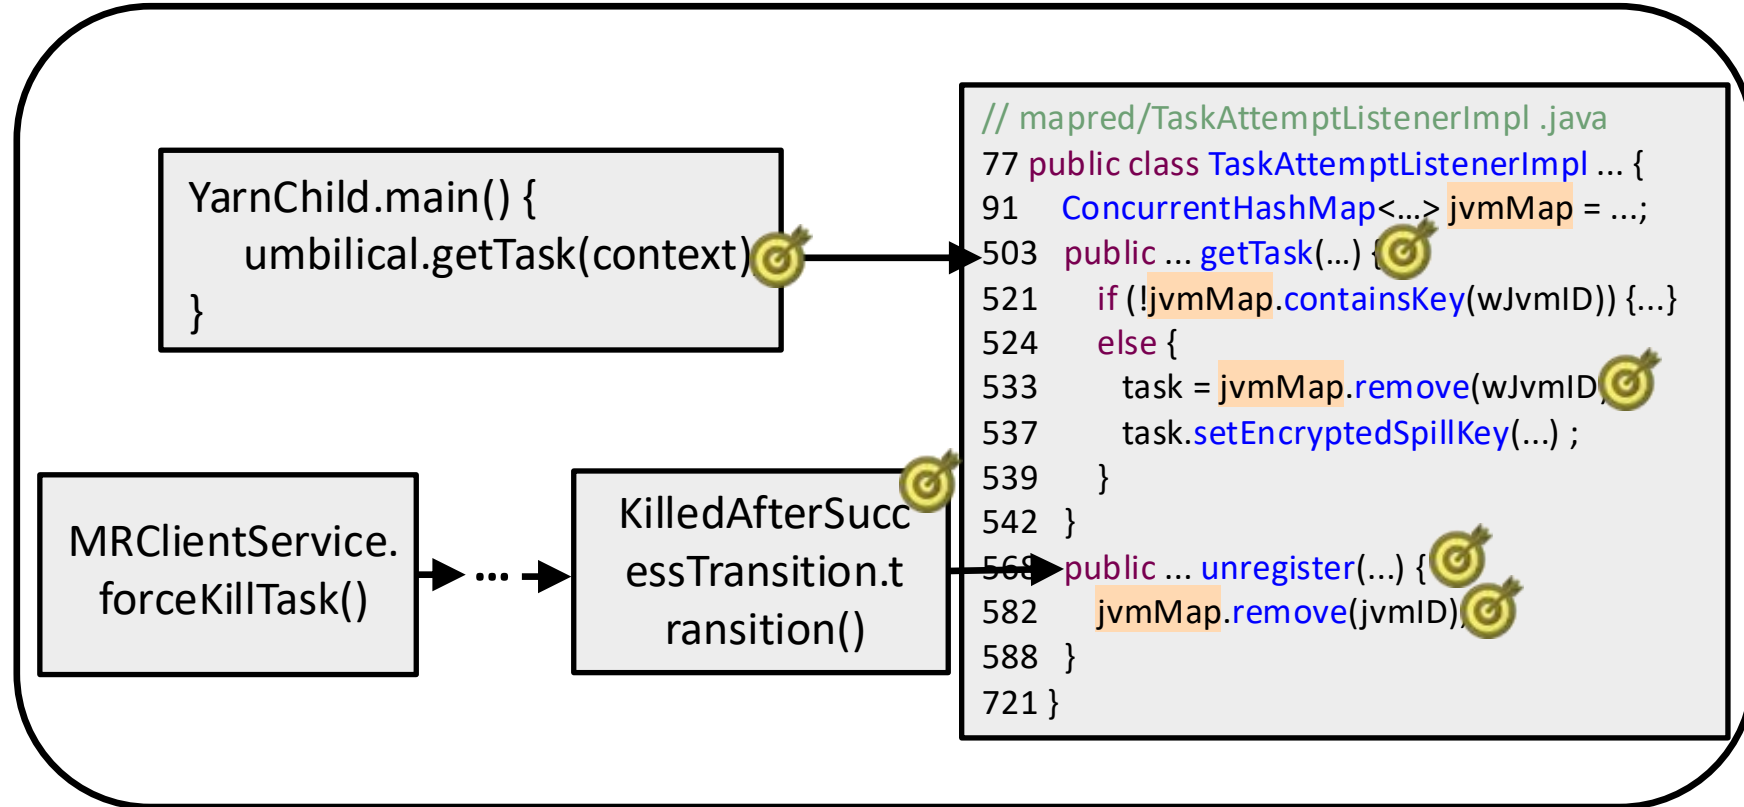 YarnChild.main() {
umbilical.getTask(context)
}
MRClientService.
forceKillTask()
...
KilledAfterSucc
essTransition.t
ransition()
// mapred/TaskAttemptListenerImpl .java
77 public class TaskAttemptListenerImpl ... {
91 ConcurrentHashMap<...> jvmMap = ...;
503 public ... getTask(...) {
521 if (!jvmMap.containsKey(wJvmID)) {...}
524 else {
533 task = jvmMap.remove(wJvmID)
537 task.setEncryptedSpillKey(...) ;
539 }
542 }
568 public ... unregister(...) {
582 jvmMap.remove(jvmID)
588 }
721 }